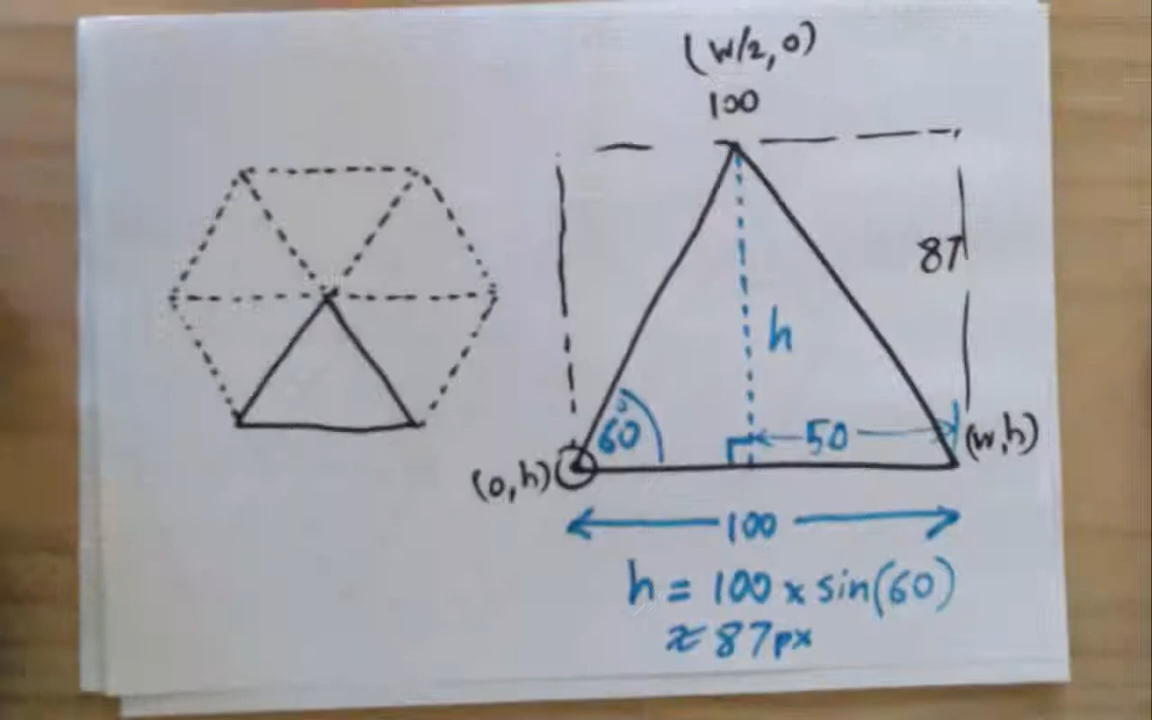 (w/2, 0)
100
87
h
60°
50
(w,h)
(0,h)
100
h = 100 x sin(60)
≈ 87px